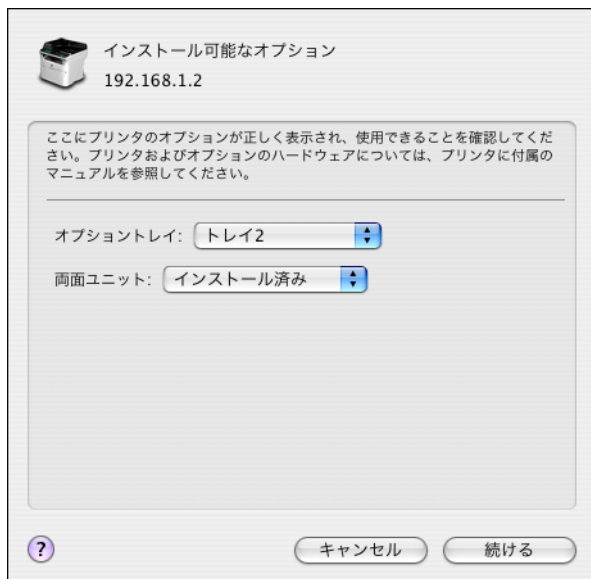 インストール可能なオプション
192.168.1.2
ここにプリンタのオプションが正しく表示され、使用できることを確認してくだ
さい。プリンタおよびオプションのハードウェアについては、プリンタに付属の
マニュアルを参照してください。
オプショントレイ: トレイ2
両面ユニット: インストール済み
? キャンセル 続ける